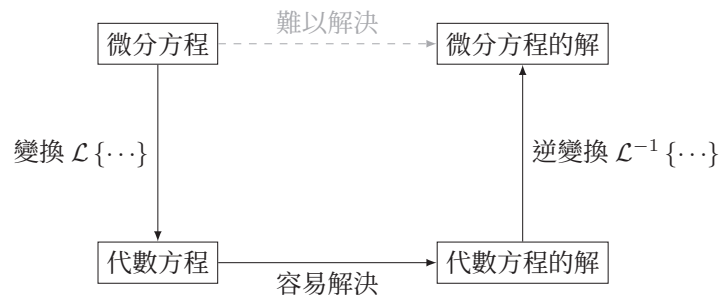 難以解決
微分方程
微分方程的解
變換 ℒ {⋯}
逆變換 ℒ⁻¹ {⋯}
代數方程
代數方程的解
容易解決